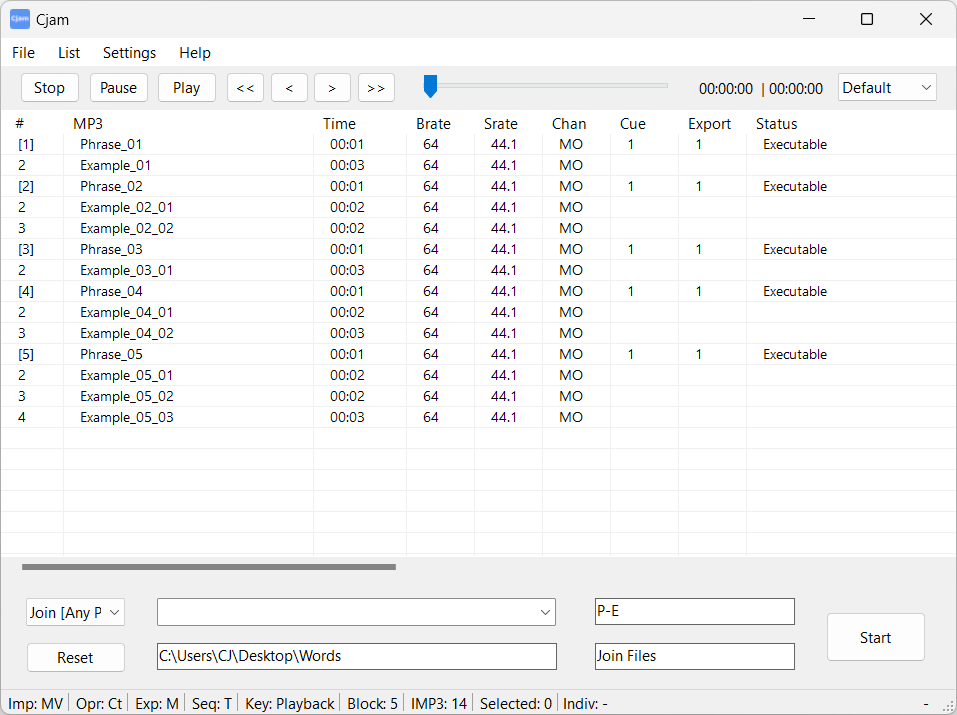 Cjam Cjam
File List Settings Help
Stop Pause Play << < > >> 00:00:00 | 00:00:00 Default
# MP3 Time Brate Srate Chan Cue Export Status
[1] Phrase_01 00:01 64 44.1 MO 1 1 Executable
2 Example_01 00:03 64 44.1 MO
[2] Phrase_02 00:01 64 44.1 MO 1 1 Executable
2 Example_02_01 00:02 64 44.1 MO
3 Example_02_02 00:02 64 44.1 MO
[3] Phrase_03 00:01 64 44.1 MO 1 1 Executable
2 Example_03_01 00:03 64 44.1 MO
[4] Phrase_04 00:01 64 44.1 MO 1 1 Executable
2 Example_04_01 00:02 64 44.1 MO
3 Example_04_02 00:03 64 44.1 MO
[5] Phrase_05 00:01 64 44.1 MO 1 1 Executable
2 Example_05_01 00:02 64 44.1 MO
3 Example_05_02 00:02 64 44.1 MO
4 Example_05_03 00:03 64 44.1 MO
Join [Any P P-E
Start
Reset C:\Users\CJ\Desktop\Words Join Files
Imp: MV Opr: Ct Exp: M Seq: T Key: Playback Block: 5 IMP3: 14 Selected: 0 Indiv: - -